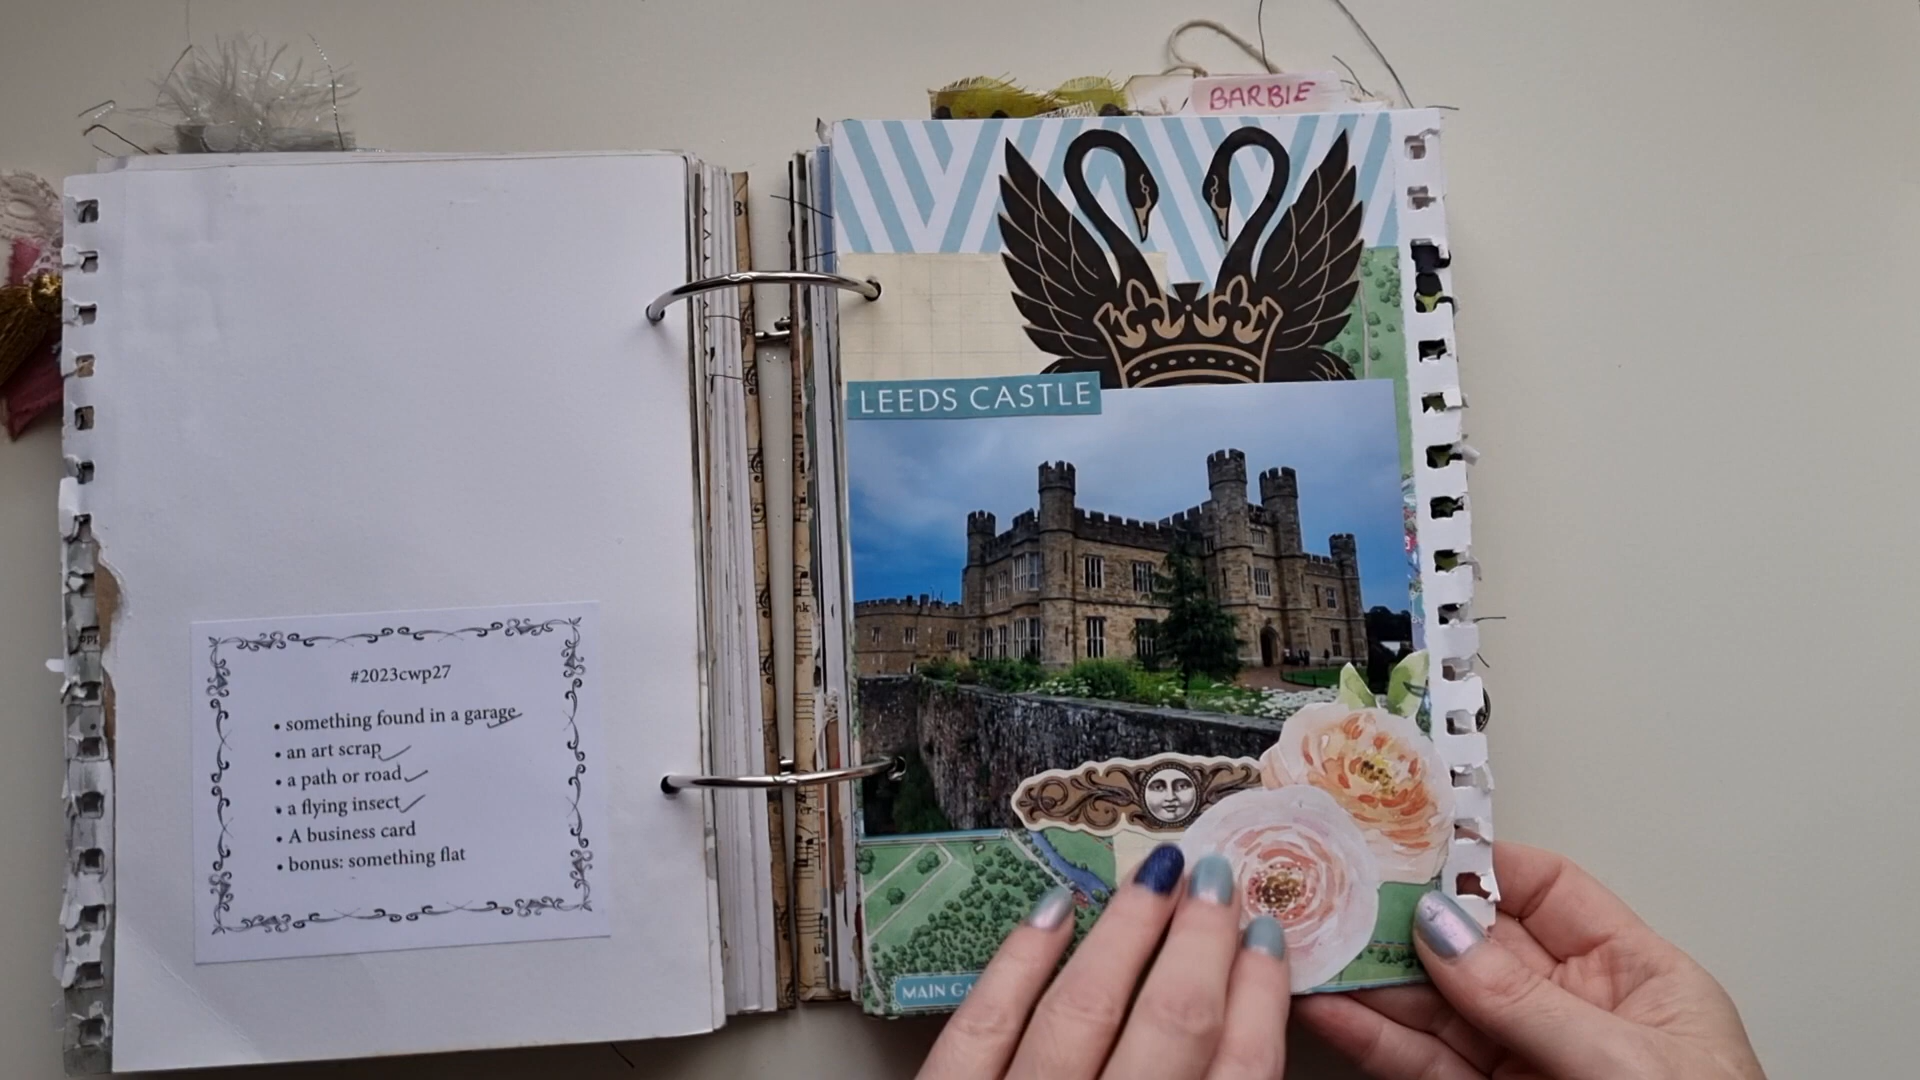 BARBIE
LEEDS CASTLE
#2023cwp27
• something found in a garage
• an art scrap
• a path or road
• a flying insect
• A business card
• bonus: something flat
MAIN